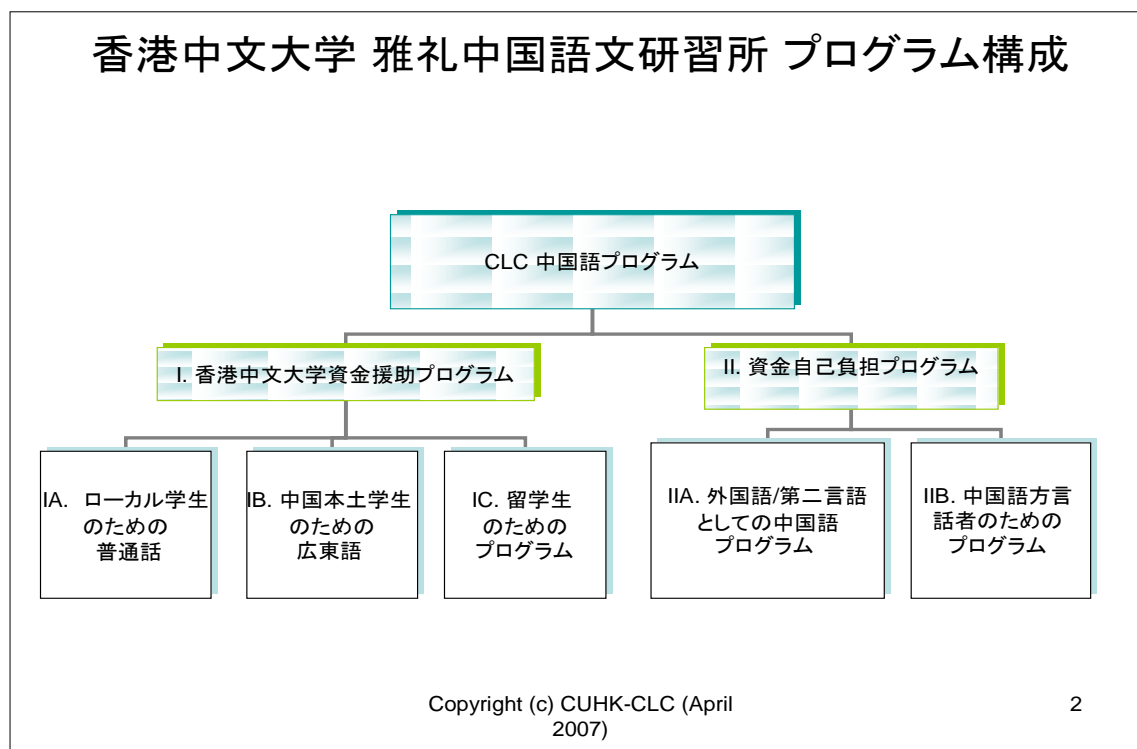 香港中文大学 雅礼中国語文研習所 プログラム構成
CLC 中国語プログラム
I. 香港中文大学資金援助プログラム
II. 資金自己負担プログラム
IA. ローカル学生
のための
普通話
IB. 中国本土学生
のための
広東語
IC. 留学生
のための
プログラム
IIA. 外国語/第二言語
としての中国語
プログラム
IIB. 中国語方言
話者のための
プログラム
Copyright (c) CUHK-CLC (April
2007)
2